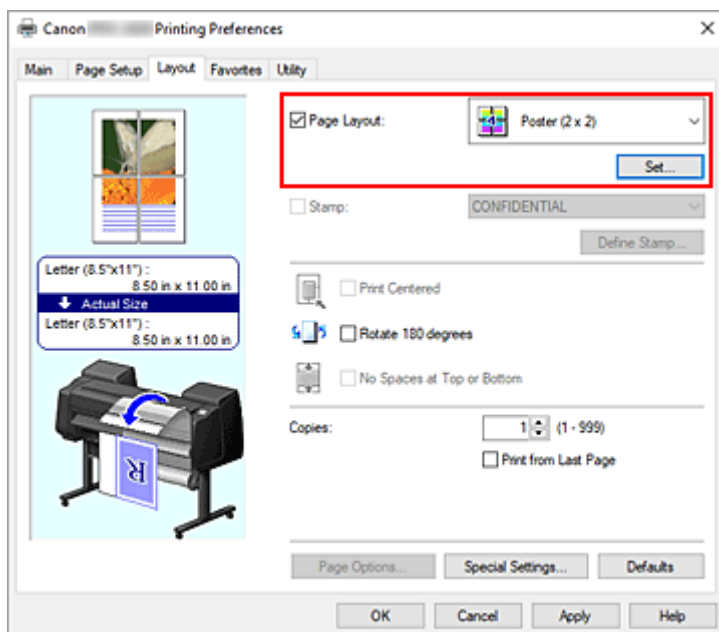 Canon Printing Preferences
Main Page Setup Layout Favorites Utility
Page Layout: 4 Poster (2 x 2)
Set...
Stamp: CONFIDENTIAL
Define Stamp...
Letter (8.5"x11") :
8.50 in x 11.00 in
Actual Size
Letter (8.5"x11") :
8.50 in x 11.00 in
Print Centered
Rotate 180 degrees
No Spaces at Top or Bottom
R
Copies: 1 (1 - 999)
Print from Last Page
Page Options... Special Settings... Defaults
OK Cancel Apply Help